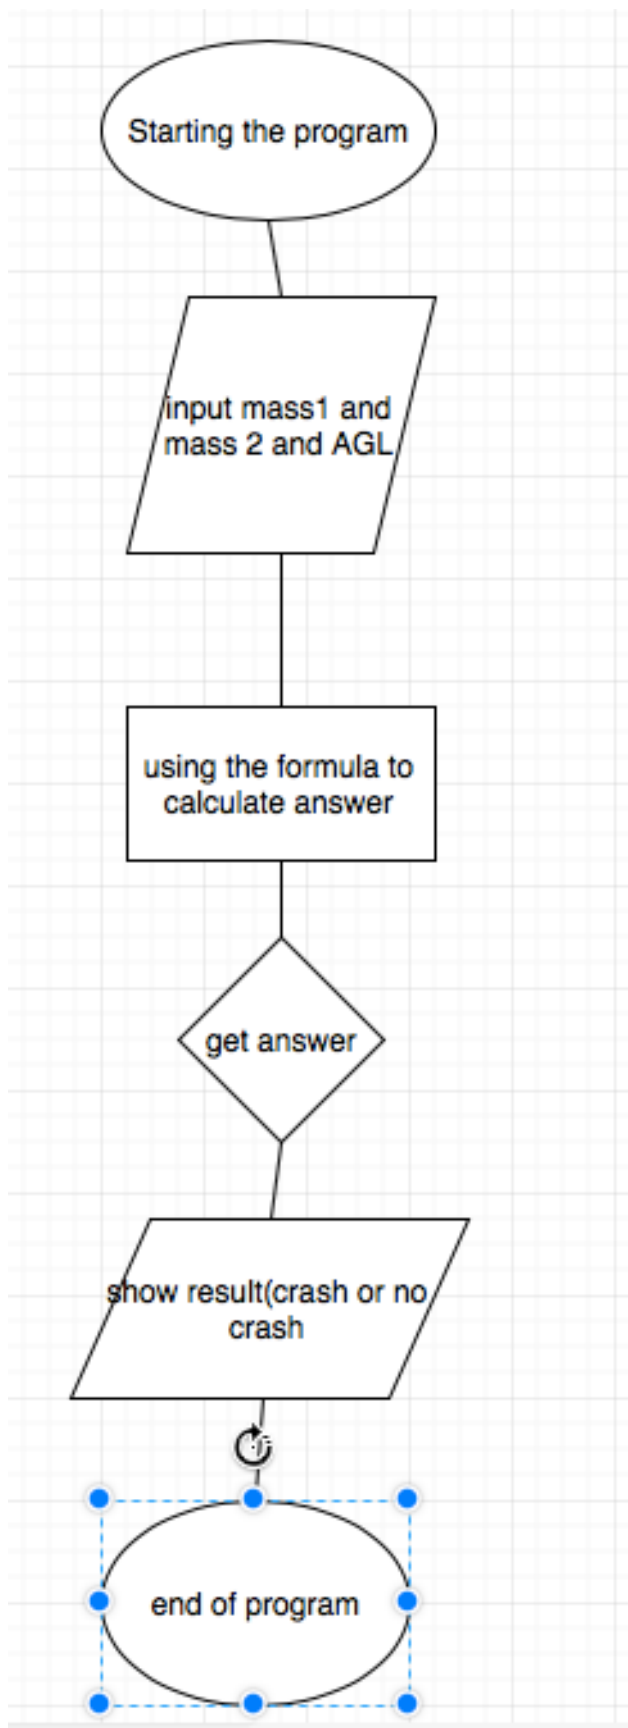 Starting the program
input mass1 and
mass 2 and AGL
using the formula to
calculate answer
get answer
show result(crash or no
crash
end of program